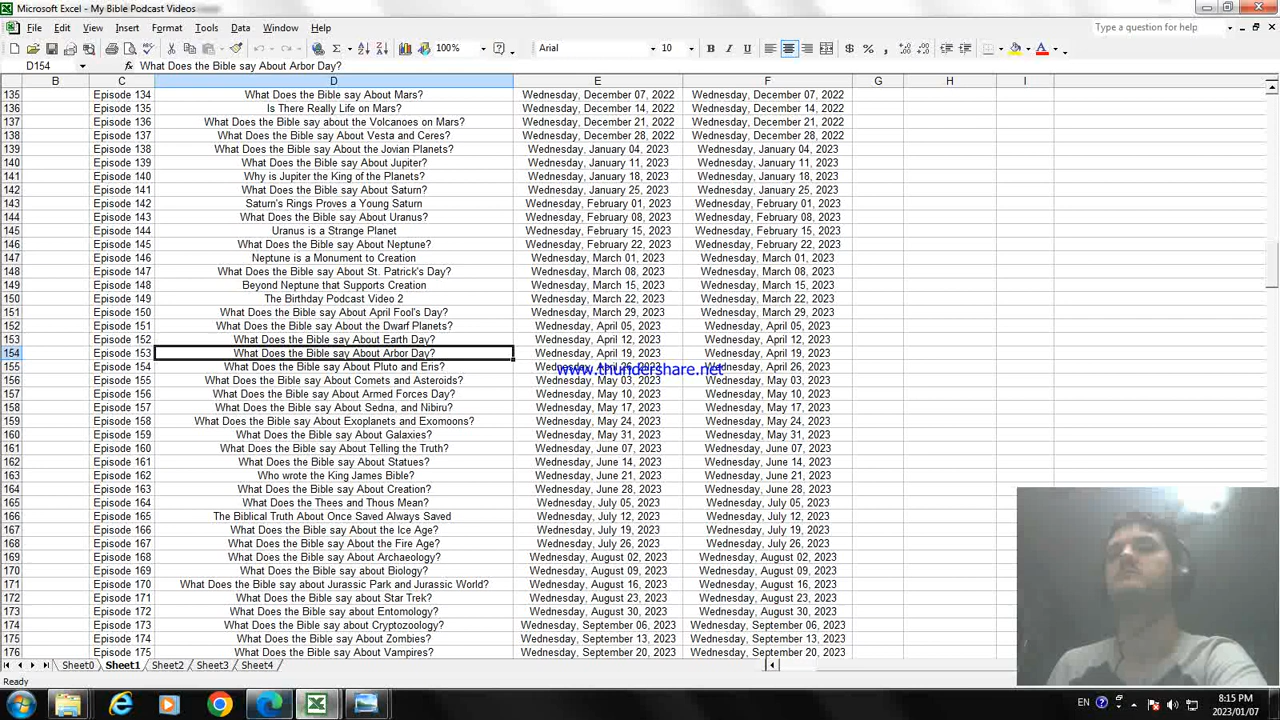 Microsoft Excel - My Bible Podcast Videos
File Edit View Insert Format Tools Data Window Help Type a question for help
100% Arial 10 B I U
D154 fx What Does the Bible say About Arbor Day?
B C D E F G H I
135 Episode 134 What Does the Bible say About Mars? Wednesday, December 07, 2022 Wednesday, December 07, 2022
136 Episode 135 Is There Really Life on Mars? Wednesday, December 14, 2022 Wednesday, December 14, 2022
137 Episode 136 What Does the Bible say about the Volcanoes on Mars? Wednesday, December 21, 2022 Wednesday, December 21, 2022
138 Episode 137 What Does the Bible say About Vesta and Ceres? Wednesday, December 28, 2022 Wednesday, December 28, 2022
139 Episode 138 What Does the Bible say About the Jovian Planets? Wednesday, January 04, 2023 Wednesday, January 04, 2023
140 Episode 139 What Does the Bible say About Jupiter? Wednesday, January 11, 2023 Wednesday, January 11, 2023
141 Episode 140 Why is Jupiter the King of the Planets? Wednesday, January 18, 2023 Wednesday, January 18, 2023
142 Episode 141 What Does the Bible say About Saturn? Wednesday, January 25, 2023 Wednesday, January 25, 2023
143 Episode 142 Saturn's Rings Proves a Young Saturn Wednesday, February 01, 2023 Wednesday, February 01, 2023
144 Episode 143 What Does the Bible say About Uranus? Wednesday, February 08, 2023 Wednesday, February 08, 2023
145 Episode 144 Uranus is a Strange Planet Wednesday, February 15, 2023 Wednesday, February 15, 2023
146 Episode 145 What Does the Bible say About Neptune? Wednesday, February 22, 2023 Wednesday, February 22, 2023
147 Episode 146 Neptune is a Monument to Creation Wednesday, March 01, 2023 Wednesday, March 01, 2023
148 Episode 147 What Does the Bible say About St. Patrick's Day? Wednesday, March 08, 2023 Wednesday, March 08, 2023
149 Episode 148 Beyond Neptune that Supports Creation Wednesday, March 15, 2023 Wednesday, March 15, 2023
150 Episode 149 The Birthday Podcast Video 2 Wednesday, March 22, 2023 Wednesday, March 22, 2023
151 Episode 150 What Does the Bible say About April Fool's Day? Wednesday, March 29, 2023 Wednesday, March 29, 2023
152 Episode 151 What Does the Bible say About the Dwarf Planets? Wednesday, April 05, 2023 Wednesday, April 05, 2023
153 Episode 152 What Does the Bible say About Earth Day? Wednesday, April 12, 2023 Wednesday, April 12, 2023
154 Episode 153 What Does the Bible say About Arbor Day? Wednesday, April 19, 2023 Wednesday, April 19, 2023
155 Episode 154 What Does the Bible say About Pluto and Eris? Wednesday, April 26, 2023 Wednesday, April 26, 2023
www.thundershare.net
156 Episode 155 What Does the Bible say About Comets and Asteroids? Wednesday, May 03, 2023 Wednesday, May 03, 2023
157 Episode 156 What Does the Bible say About Armed Forces Day? Wednesday, May 10, 2023 Wednesday, May 10, 2023
158 Episode 157 What Does the Bible say About Sedna, and Nibiru? Wednesday, May 17, 2023 Wednesday, May 17, 2023
159 Episode 158 What Does the Bible say About Exoplanets and Exomoons? Wednesday, May 24, 2023 Wednesday, May 24, 2023
160 Episode 159 What Does the Bible say About Galaxies? Wednesday, May 31, 2023 Wednesday, May 31, 2023
161 Episode 160 What Does the Bible say About Telling the Truth? Wednesday, June 07, 2023 Wednesday, June 07, 2023
162 Episode 161 What Does the Bible say About Statues? Wednesday, June 14, 2023 Wednesday, June 14, 2023
163 Episode 162 Who wrote the King James Bible? Wednesday, June 21, 2023 Wednesday, June 21, 2023
164 Episode 163 What Does the Bible say About Creation? Wednesday, June 28, 2023 Wednesday, June 28, 2023
165 Episode 164 What Does the Thees and Thous Mean? Wednesday, July 05, 2023 Wednesday, July 05, 2023
166 Episode 165 The Biblical Truth About Once Saved Always Saved Wednesday, July 12, 2023 Wednesday, July 12, 2023
167 Episode 166 What Does the Bible say About the Ice Age? Wednesday, July 19, 2023 Wednesday, July 19, 2023
168 Episode 167 What Does the Bible say About the Fire Age? Wednesday, July 26, 2023 Wednesday, July 26, 2023
169 Episode 168 What Does the Bible say About Archaeology? Wednesday, August 02, 2023 Wednesday, August 02, 2023
170 Episode 169 What Does the Bible say about Biology? Wednesday, August 09, 2023 Wednesday, August 09, 2023
171 Episode 170 What Does the Bible say about Jurassic Park and Jurassic World? Wednesday, August 16, 2023 Wednesday, August 16, 2023
172 Episode 171 What Does the Bible say about Star Trek? Wednesday, August 23, 2023 Wednesday, August 23, 2023
173 Episode 172 What Does the Bible say About Entomology? Wednesday, August 30, 2023 Wednesday, August 30, 2023
174 Episode 173 What Does the Bible say about Cryptozoology? Wednesday, September 06, 2023 Wednesday, September 06, 2023
175 Episode 174 What Does the Bible say About Zombies? Wednesday, September 13, 2023 Wednesday, September 13, 2023
176 Episode 175 What Does the Bible say About Vampires? Wednesday, September 20, 2023 Wednesday, September 20, 2023
Sheet0 Sheet1 Sheet2 Sheet3 Sheet4
Ready
EN 8:15 PM
2023/01/07